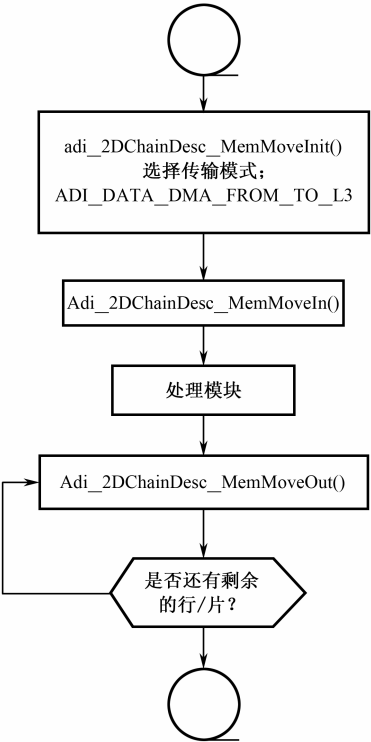 adi_2DChainDesc_MemMoveInit()
选择传输模式；
ADI_DATA_DMA_FROM_TO_L3
Adi_2DChainDesc_MemMoveIn()
处理模块
Adi_2DChainDesc_MemMoveOut()
是否还有剩余
的行/片？